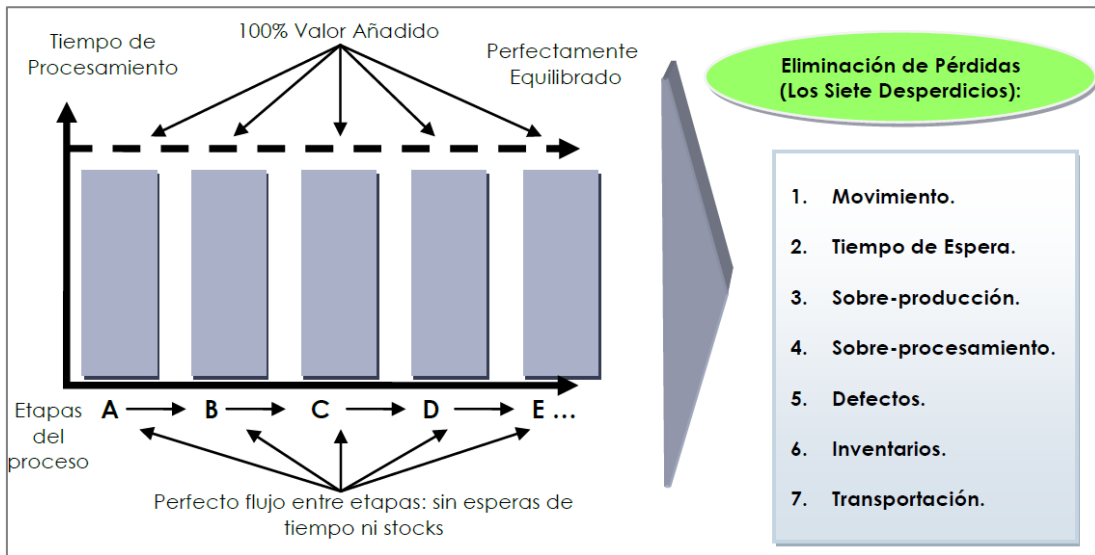 100% Valor Añadido
Tiempo de
Procesamiento
Perfectamente
Equilibrado
Etapas
del
proceso
A
B
C
D
E ...
Perfecto flujo entre etapas: sin esperas de
tiempo ni stocks
Eliminación de Pérdidas
(Los Siete Desperdicios):
1. Movimiento.
2. Tiempo de Espera.
3. Sobre-producción.
4. Sobre-procesamiento.
5. Defectos.
6. Inventarios.
7. Transportación.